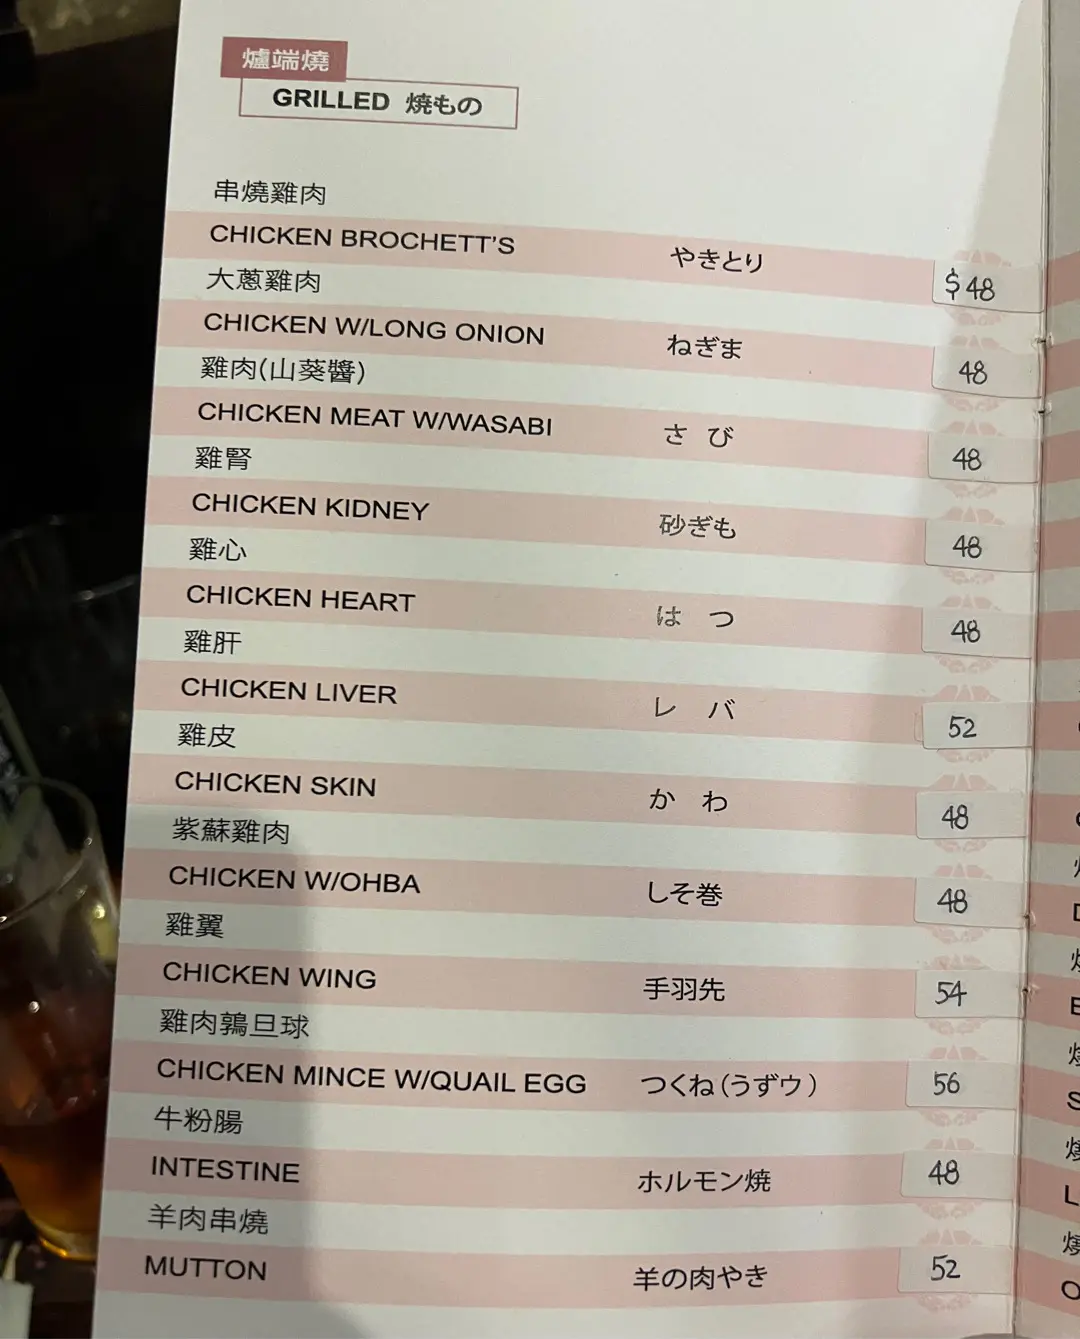 爐端燒
GRILLED 焼もの
串燒雞肉
CHICKEN BROCHETT'S やきとり $48
大蔥雞肉
CHICKEN W/LONG ONION ねぎま 48
雞肉(山葵醬)
CHICKEN MEAT W/WASABI さ び 48
雞腎
CHICKEN KIDNEY 砂ぎも 48
雞心
CHICKEN HEART は つ 48
雞肝
CHICKEN LIVER レ バ 52
雞皮
CHICKEN SKIN か わ 48
紫蘇雞肉
CHICKEN W/OHBA しそ巻 48
雞翼
CHICKEN WING 手羽先 54
雞肉鶉旦球
CHICKEN MINCE W/QUAIL EGG つくね(うずウ) 56
牛粉腸
INTESTINE ホルモン焼 48
羊肉串燒
MUTTON 羊の肉やき 52